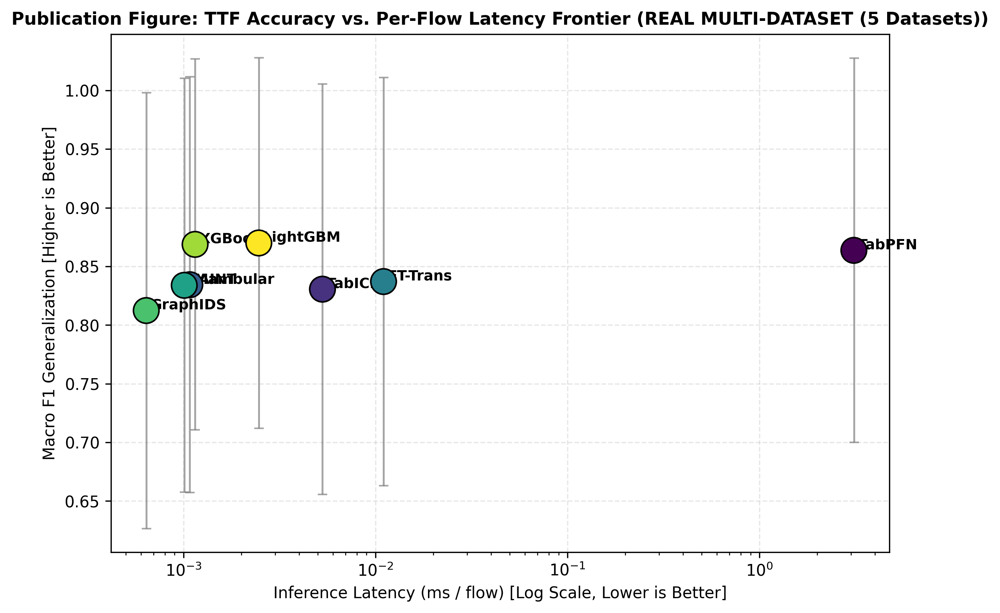 Publication Figure: TTF Accuracy vs. Per-Flow Latency Frontier (REAL MULTI-DATASET (5 Datasets))
Macro F1 Generalization [Higher is Better]
1.00
0.95
0.90
0.85
0.80
0.75
0.70
0.65
LightGBM
TabPFN
FT-Trans
GraphIDS
10⁻³
10⁻²
10⁻¹
10⁰
Inference Latency (ms / flow) [Log Scale, Lower is Better]